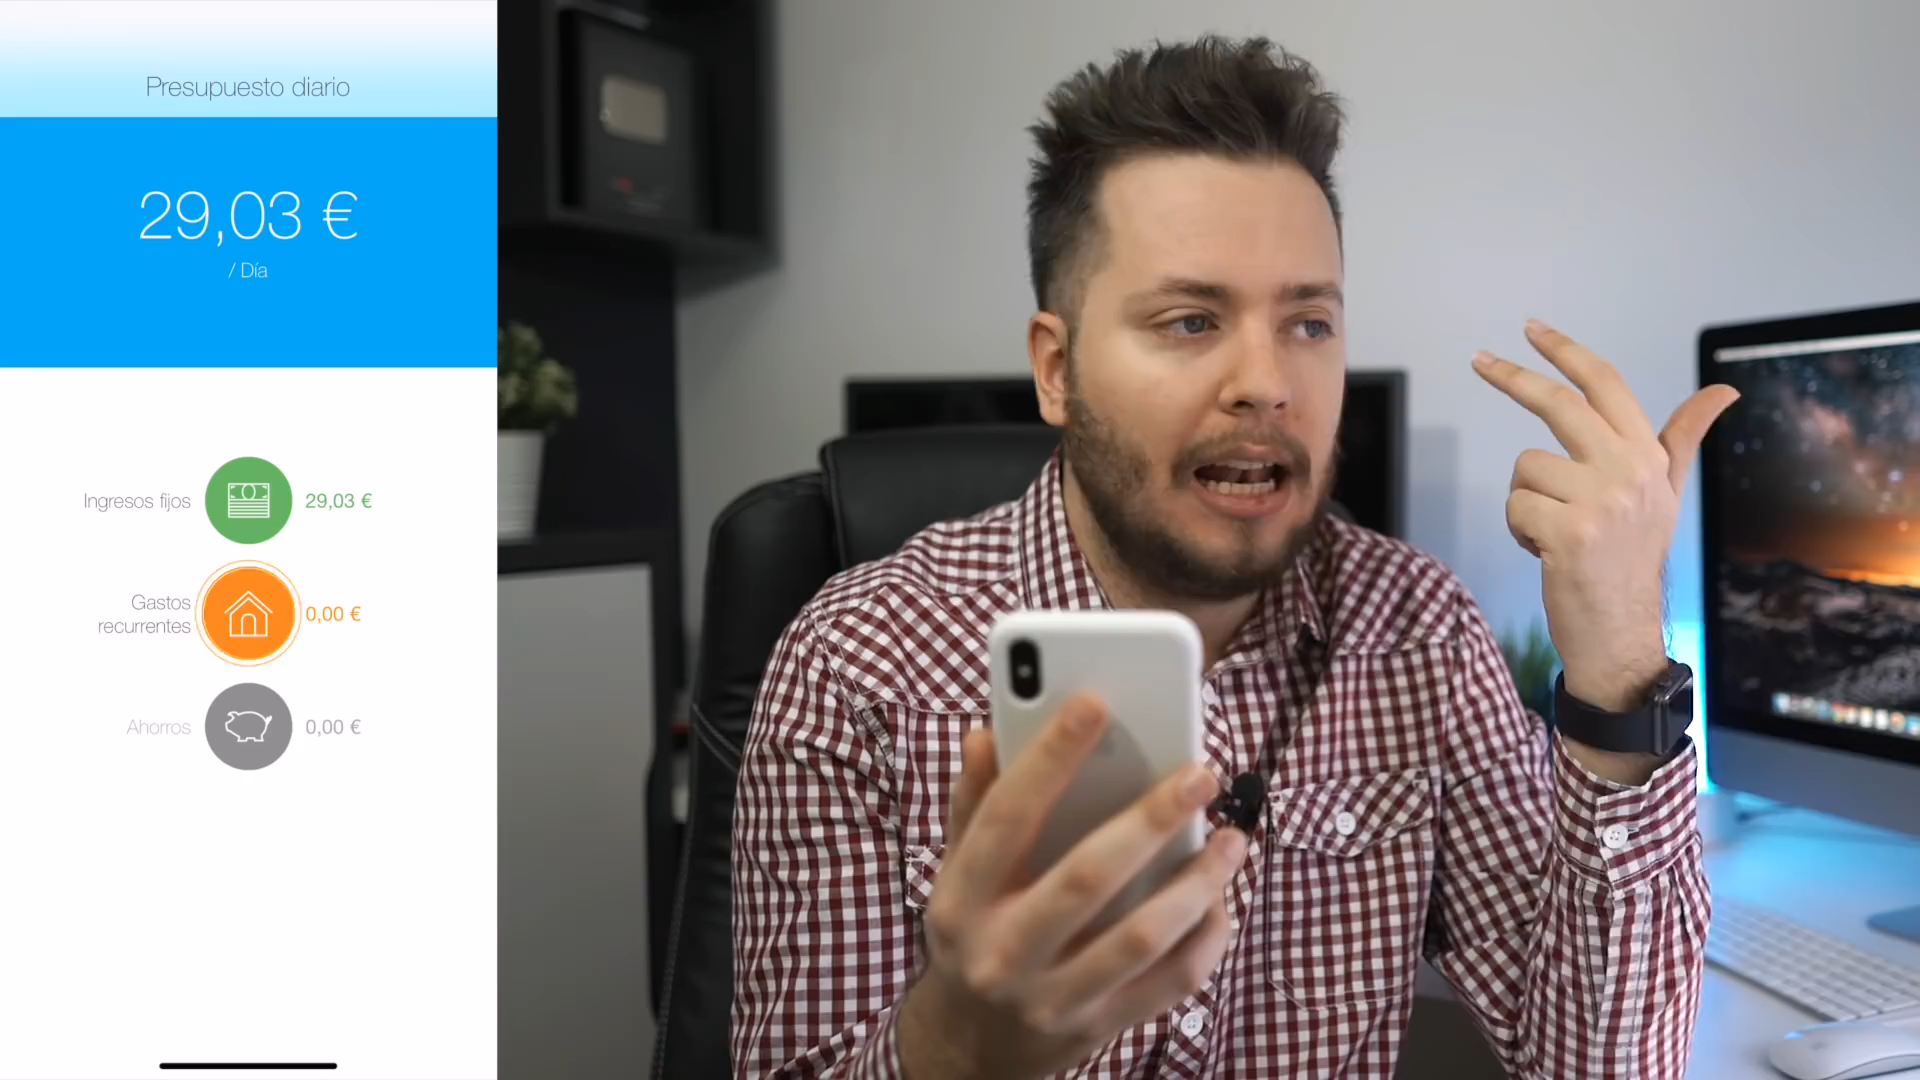 Presupuesto diario
29,03 €
/ Día
Ingresos fijos
29,03 €
Gastos
recurrentes
0,00 €
Ahorros
0,00 €